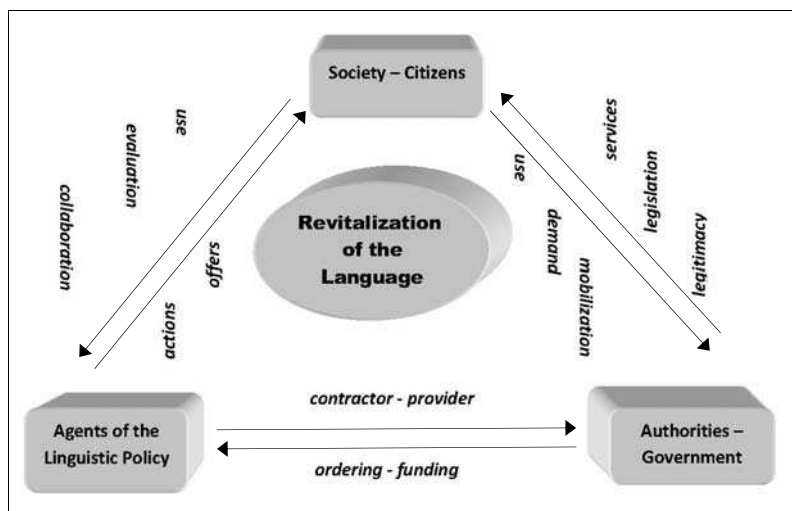 Society – Citizens
use
evaluation
collaboration
services
legislation
legitimacy
use
demand
mobilization
Revitalization
of the
Language
offers
actions
contractor - provider
Agents of the
Linguistic Policy
Authorities –
Government
ordering - funding